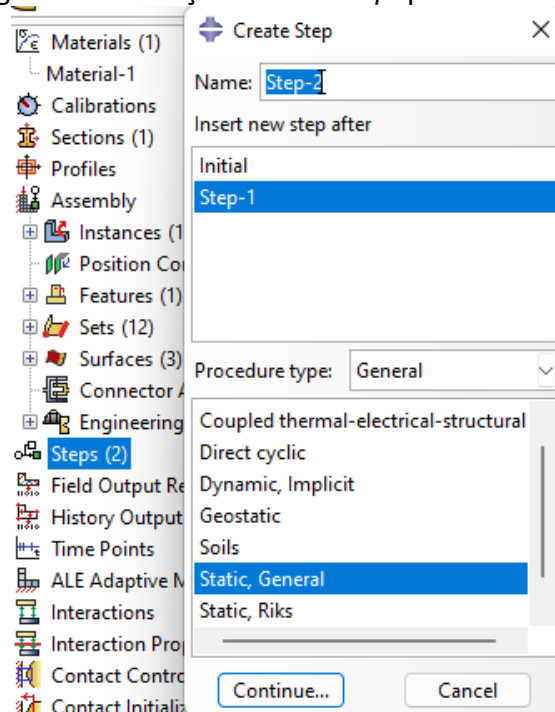 Materials (1)
Material-1
Calibrations
Sections (1)
Profiles
Assembly
Instances (1
Position Co
Features (1)
Sets (12)
Surfaces (3)
Connector
Engineering
Steps (2)
Field Output Re
History Output
Time Points
ALE Adaptive M
Interactions
Interaction Pro
Contact Contro
Contact Initializ
Create Step
Name: Step-2
Insert new step after
Initial
Step-1
Procedure type: General
Coupled thermal-electrical-structural
Direct cyclic
Dynamic, Implicit
Geostatic
Soils
Static, General
Static, Riks
Continue...
Cancel